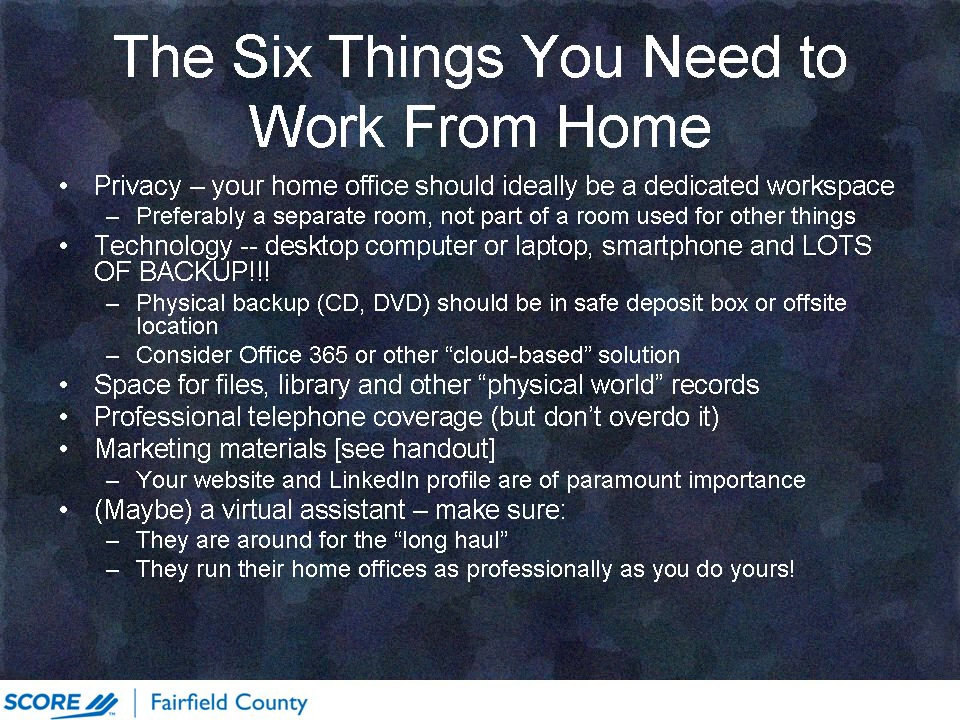 The Six Things You Need to
Work From Home
• Privacy – your home office should ideally be a dedicated workspace
– Preferably a separate room, not part of a room used for other things
• Technology -- desktop computer or laptop, smartphone and LOTS
OF BACKUP!!!
– Physical backup (CD, DVD) should be in safe deposit box or offsite
location
– Consider Office 365 or other “cloud-based” solution
• Space for files, library and other “physical world” records
• Professional telephone coverage (but don’t overdo it)
• Marketing materials [see handout]
– Your website and LinkedIn profile are of paramount importance
• (Maybe) a virtual assistant – make sure:
– They are around for the “long haul”
– They run their home offices as professionally as you do yours!
SCORE | Fairfield County